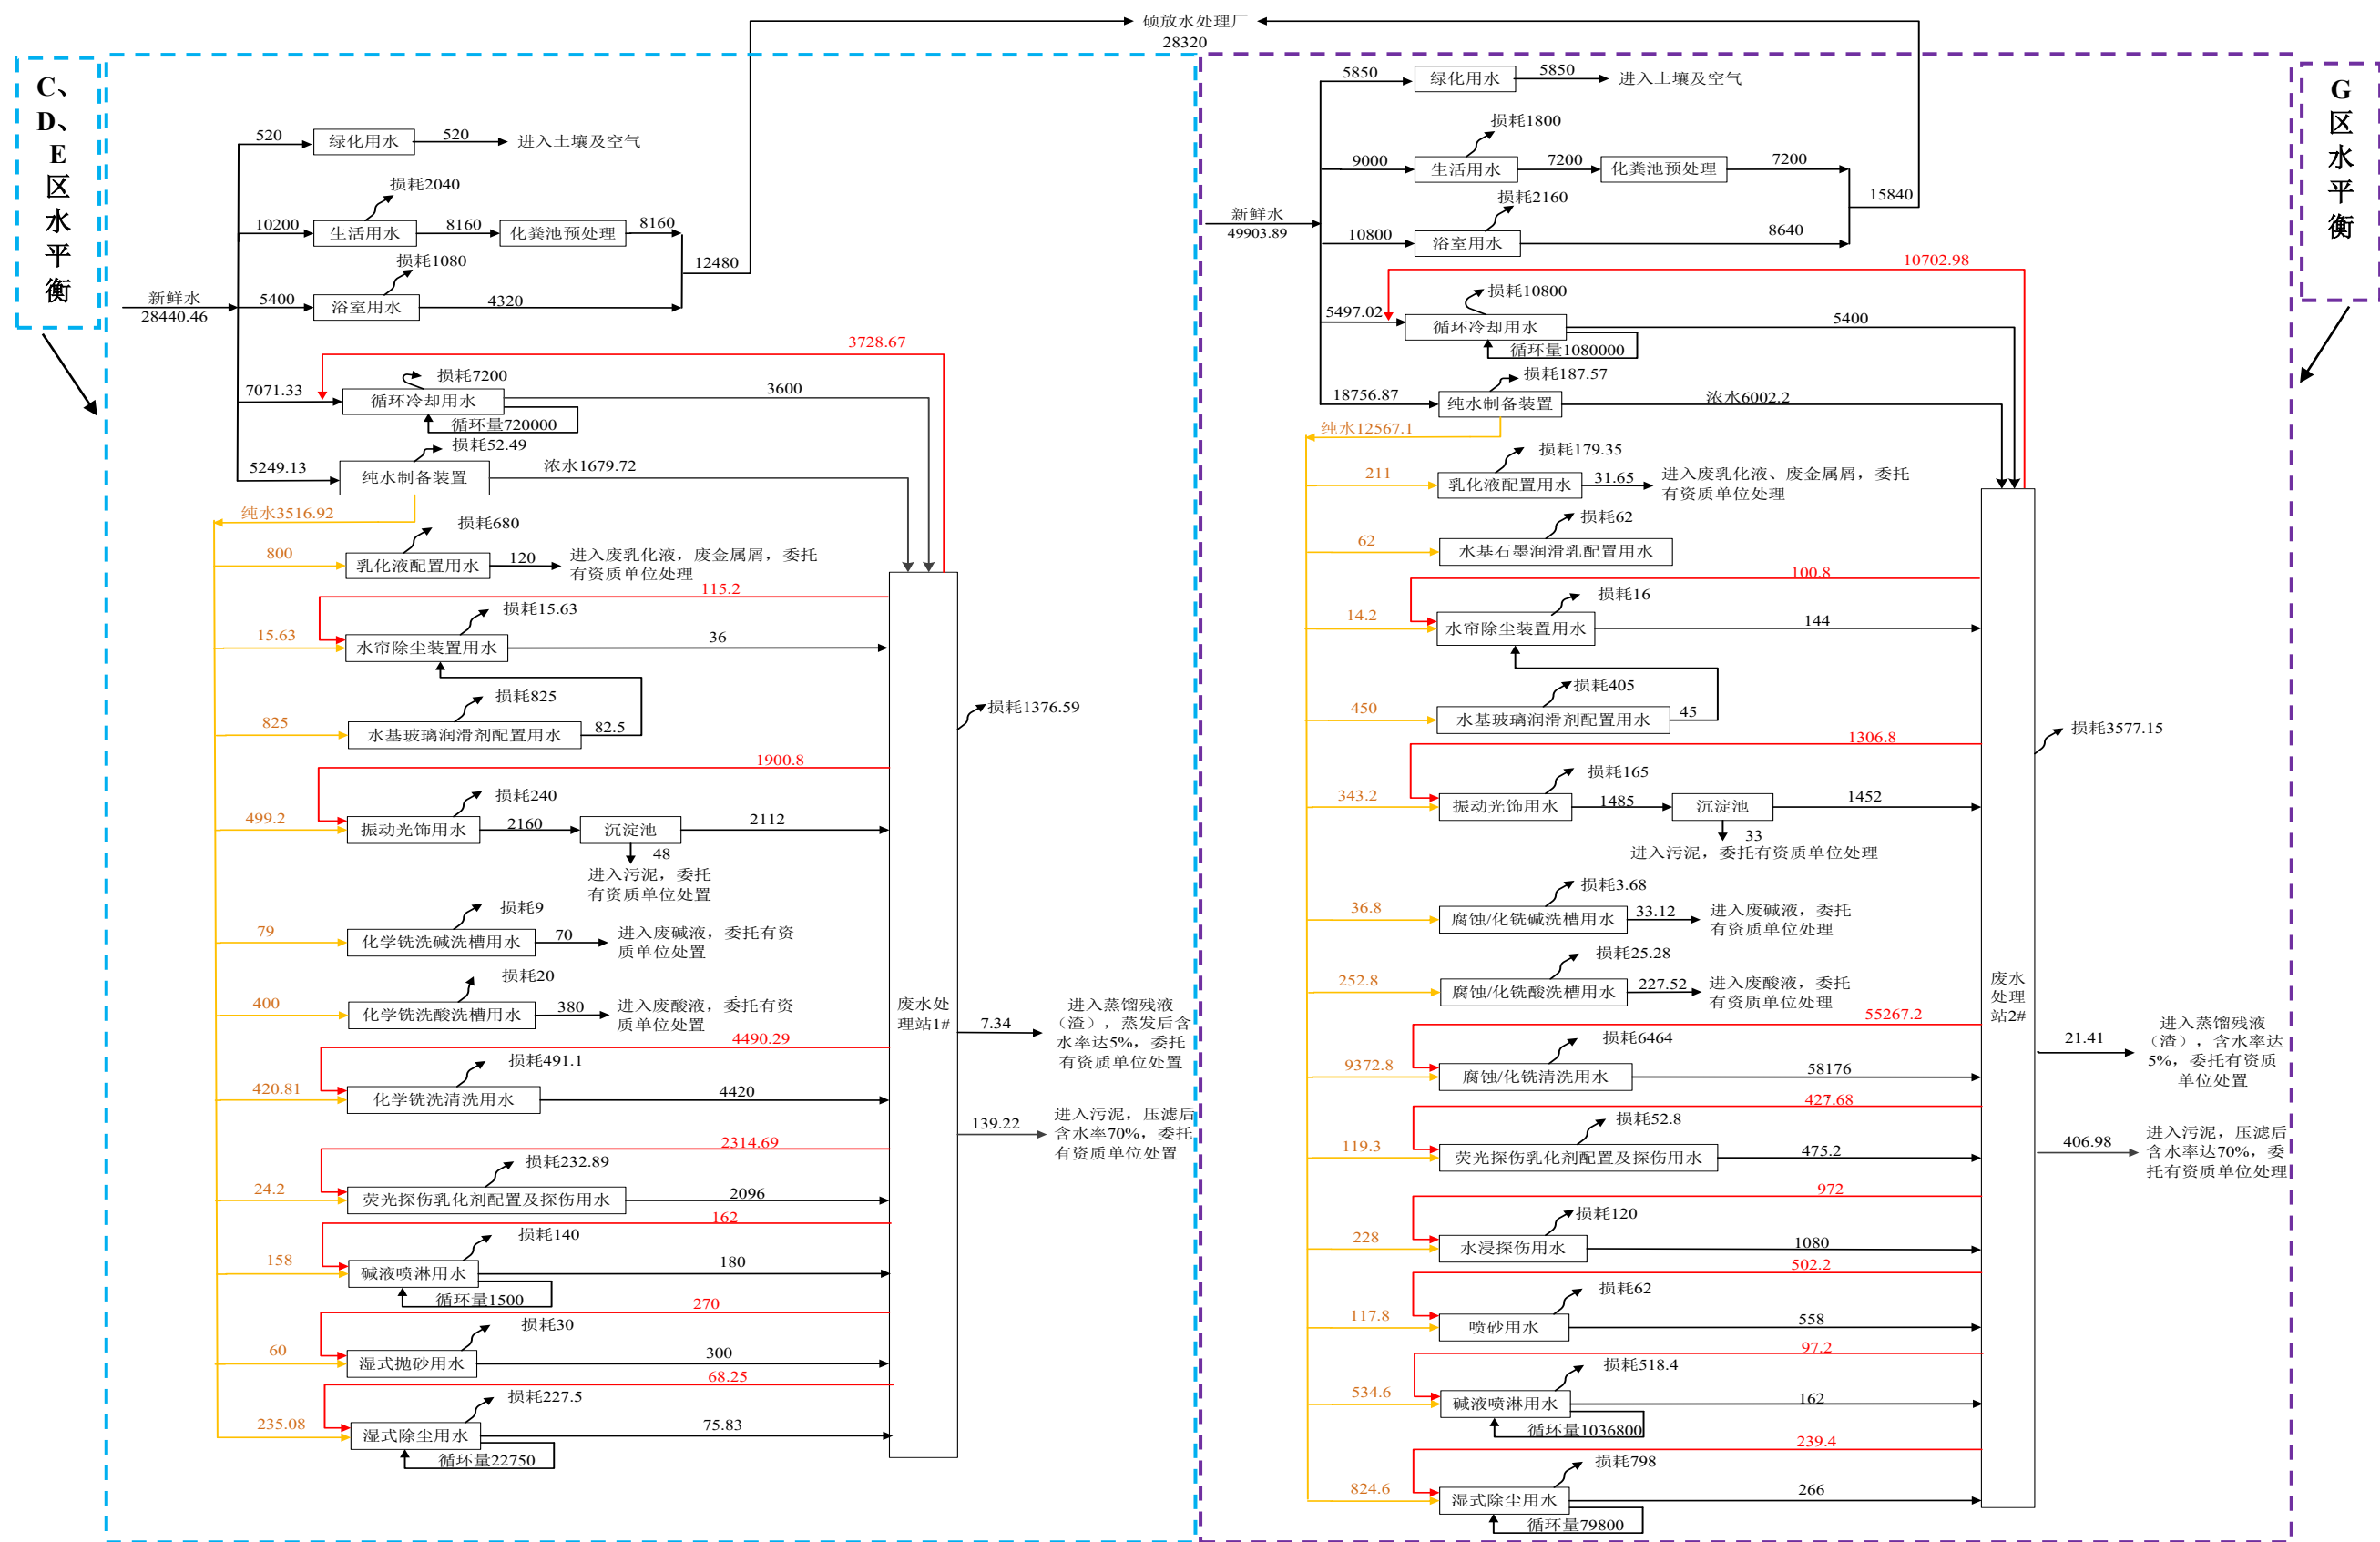 硕放水处理厂
28320
C、
D、
E
区
水
平
衡
520
绿化用水
520
进入土壤及空气
损耗2040
10200
生活用水
8160
化粪池预处理
8160
12480
损耗1080
新鲜水
28440.46
5400
浴室用水
4320
3728.67
损耗7200
7071.33
循环冷却用水
3600
循环量720000
损耗52.49
5249.13
纯水制备装置
浓水1679.72
纯水3516.92
损耗680
800
乳化液配置用水
120
进入废乳化液，废金属屑，委托
有资质单位处理
115.2
损耗15.63
15.63
水帘除尘装置用水
36
损耗825
825
水基玻璃润滑剂配置用水
82.5
1900.8
损耗240
499.2
振动光饰用水
2160
沉淀池
2112
48
进入污泥，委托
有资质单位处置
损耗9
79
化学铣洗碱洗槽用水
70
进入废碱液，委托有资
质单位处置
损耗20
400
化学铣洗酸洗槽用水
380
进入废酸液，委托有资
质单位处置
4490.29
损耗491.1
420.81
化学铣洗清洗用水
4420
2314.69
损耗232.89
24.2
荧光探伤乳化剂配置及探伤用水
2096
162
损耗140
158
碱液喷淋用水
180
循环量1500
270
损耗30
60
湿式抛砂用水
300
68.25
损耗227.5
235.08
湿式除尘用水
75.83
循环量22750
废水处
理站1#
损耗1376.59
7.34
进入蒸馏残液
（渣），蒸发后含
水率达5%，委托
有资质单位处置
139.22
进入污泥，压滤后
含水率70%，委托
有资质单位处置
G
区
水
平
衡
5850
绿化用水
5850
进入土壤及空气
损耗1800
9000
生活用水
7200
化粪池预处理
7200
15840
损耗2160
新鲜水
49903.89
10800
浴室用水
8640
10702.98
损耗10800
5497.02
循环冷却用水
5400
循环量1080000
损耗187.57
18756.87
纯水制备装置
浓水6002.2
纯水12567.1
损耗179.35
211
乳化液配置用水
31.65
进入废乳化液、废金属屑，委托
有资质单位处理
损耗62
62
水基石墨润滑乳配置用水
100.8
损耗16
14.2
水帘除尘装置用水
144
损耗405
450
水基玻璃润滑剂配置用水
45
1306.8
损耗165
343.2
振动光饰用水
1485
沉淀池
1452
33
进入污泥，委托有资质单位处理
损耗3.68
36.8
腐蚀/化铣碱洗槽用水
33.12
进入废碱液，委托
有资质单位处理
损耗25.28
252.8
腐蚀/化铣酸洗槽用水
227.52
进入废酸液，委托
有资质单位处理
55267.2
损耗6464
9372.8
腐蚀/化铣清洗用水
58176
427.68
损耗52.8
119.3
荧光探伤乳化剂配置及探伤用水
475.2
972
损耗120
228
水浸探伤用水
1080
502.2
损耗62
117.8
喷砂用水
558
97.2
损耗518.4
534.6
碱液喷淋用水
162
循环量1036800
239.4
损耗798
824.6
湿式除尘用水
266
循环量79800
废水
处理
站2#
损耗3577.15
21.41
进入蒸馏残液
（渣），含水率达
5%，委托有资质
单位处置
406.98
进入污泥，压滤后
含水率达70%，委
托有资质单位处理